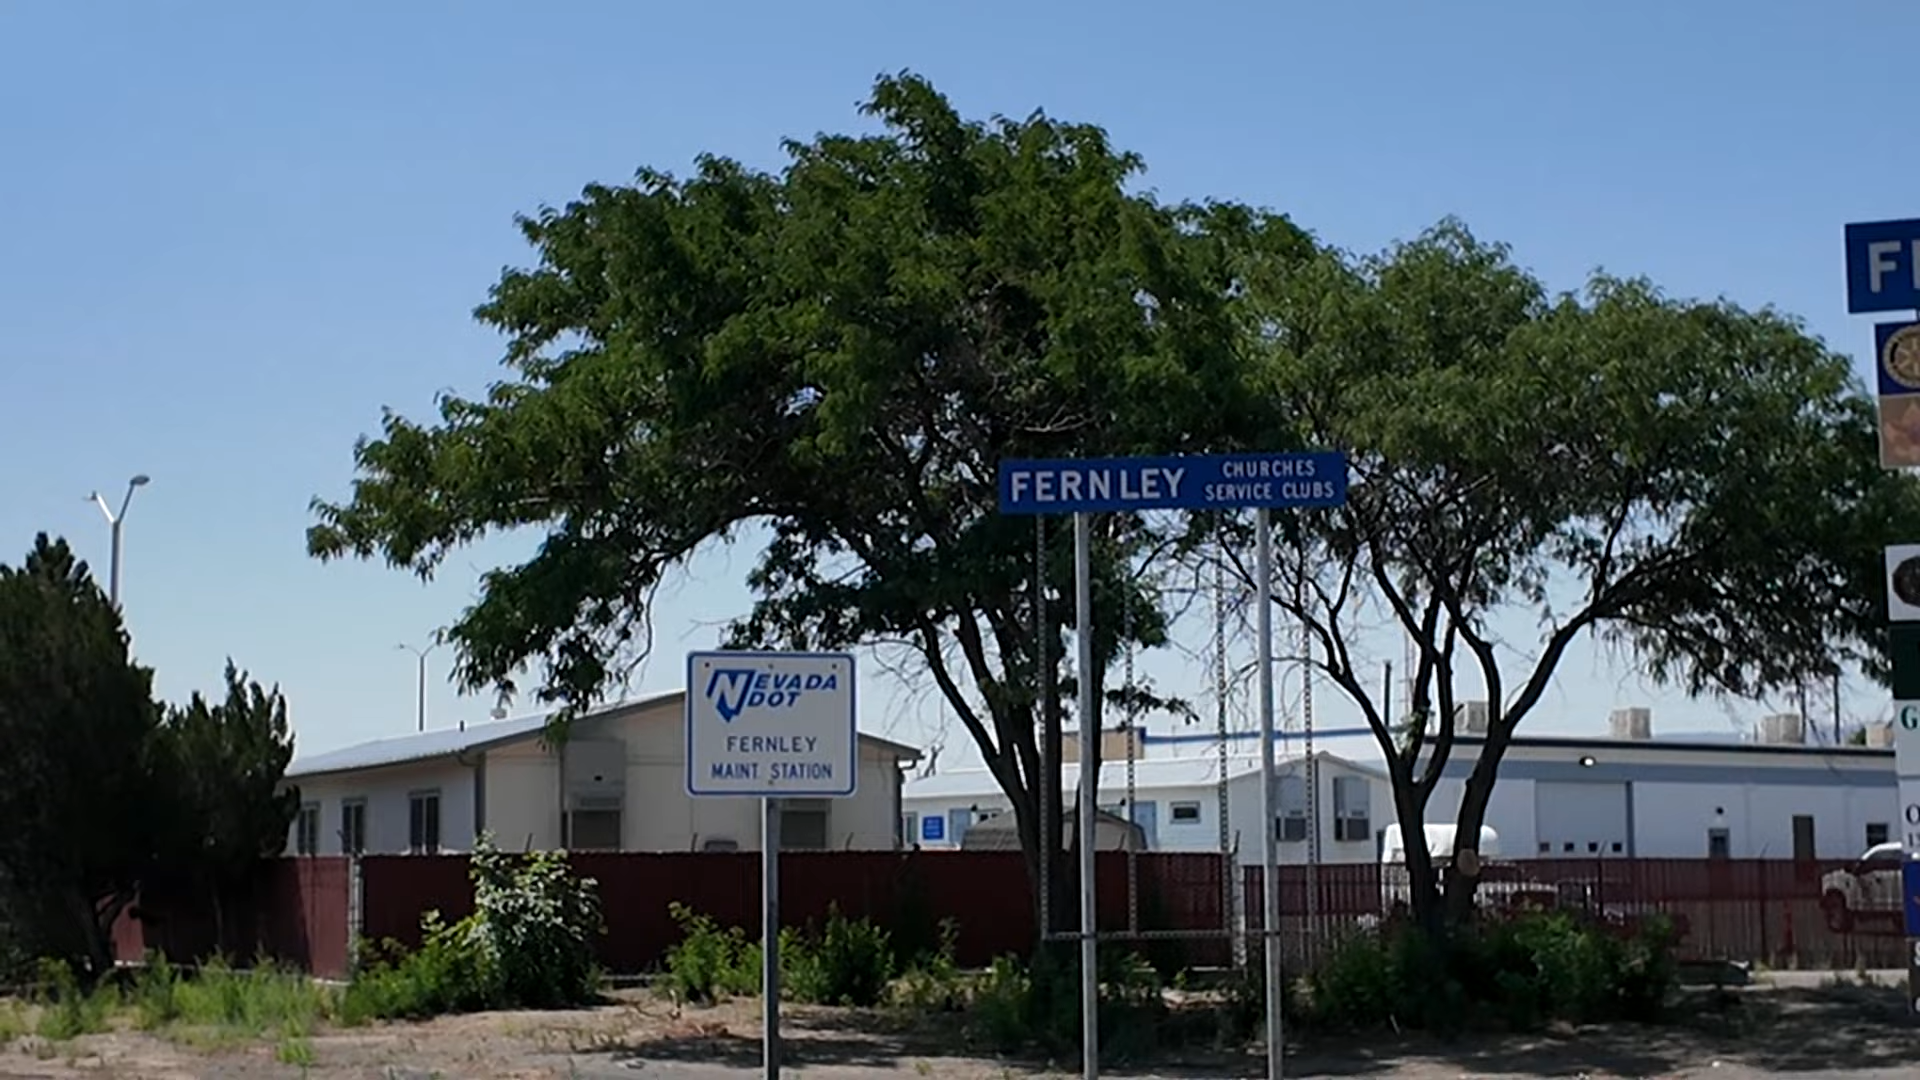 NEVADA
DOT
FERNLEY
MAINT. STATION
FERNLEY
CHURCHES
SERVICE CLUBS
F
G